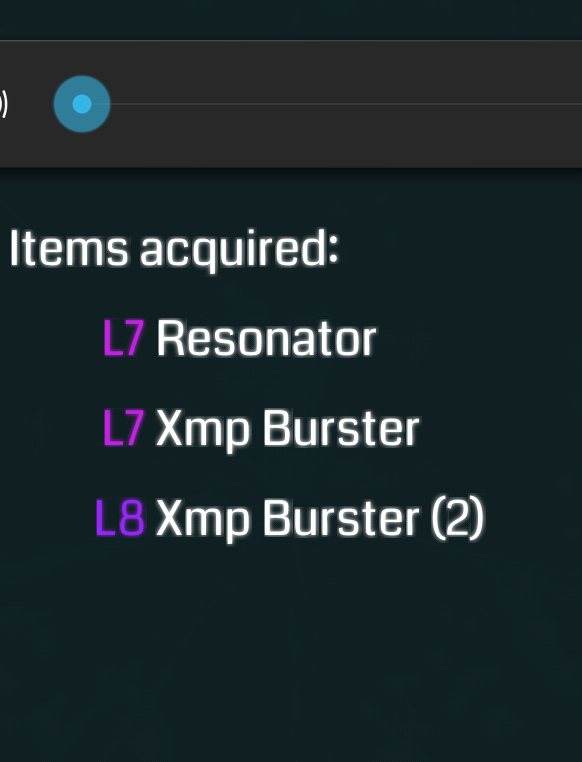 Items acquired:
L7 Resonator
L7 Xmp Burster
L8 Xmp Burster (2)